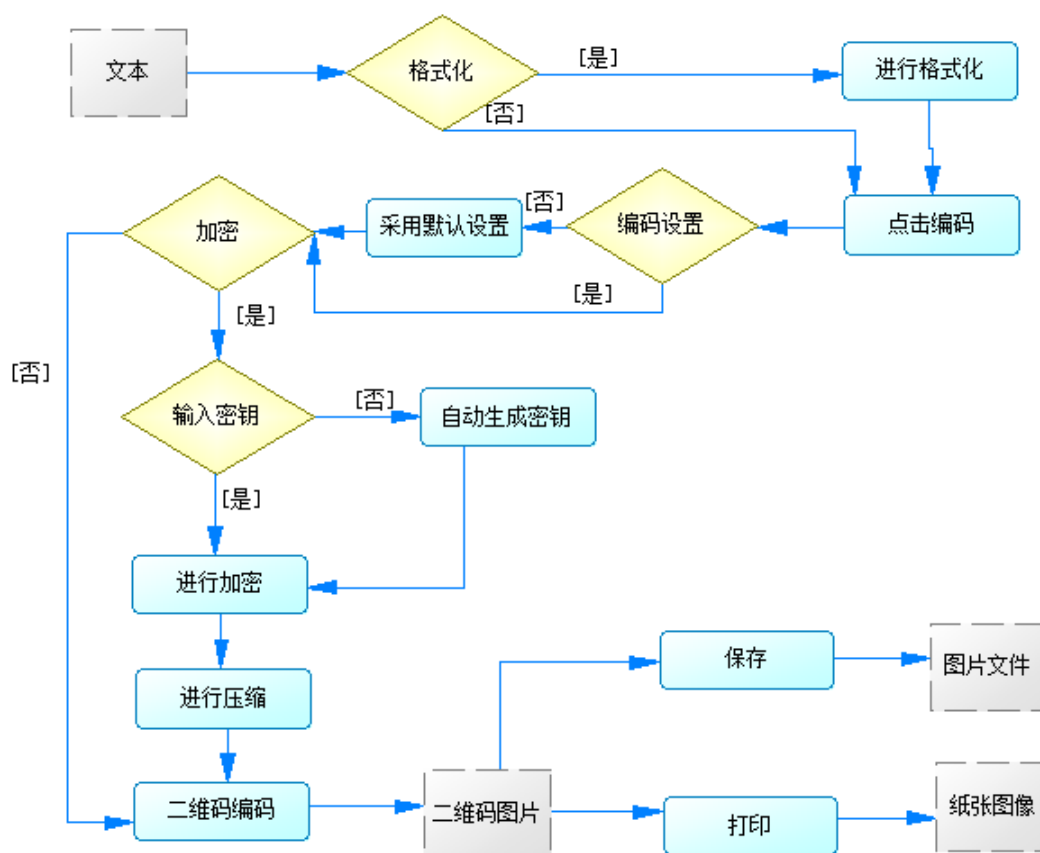 文本
格式化
[是]
进行格式化
[否]
加密
[否]
采用默认设置
编码设置
点击编码
[是]
[是]
[否]
输入密钥
[否]
自动生成密钥
[是]
进行加密
进行压缩
保存
图片文件
二维码编码
二维码图片
打印
纸张图像